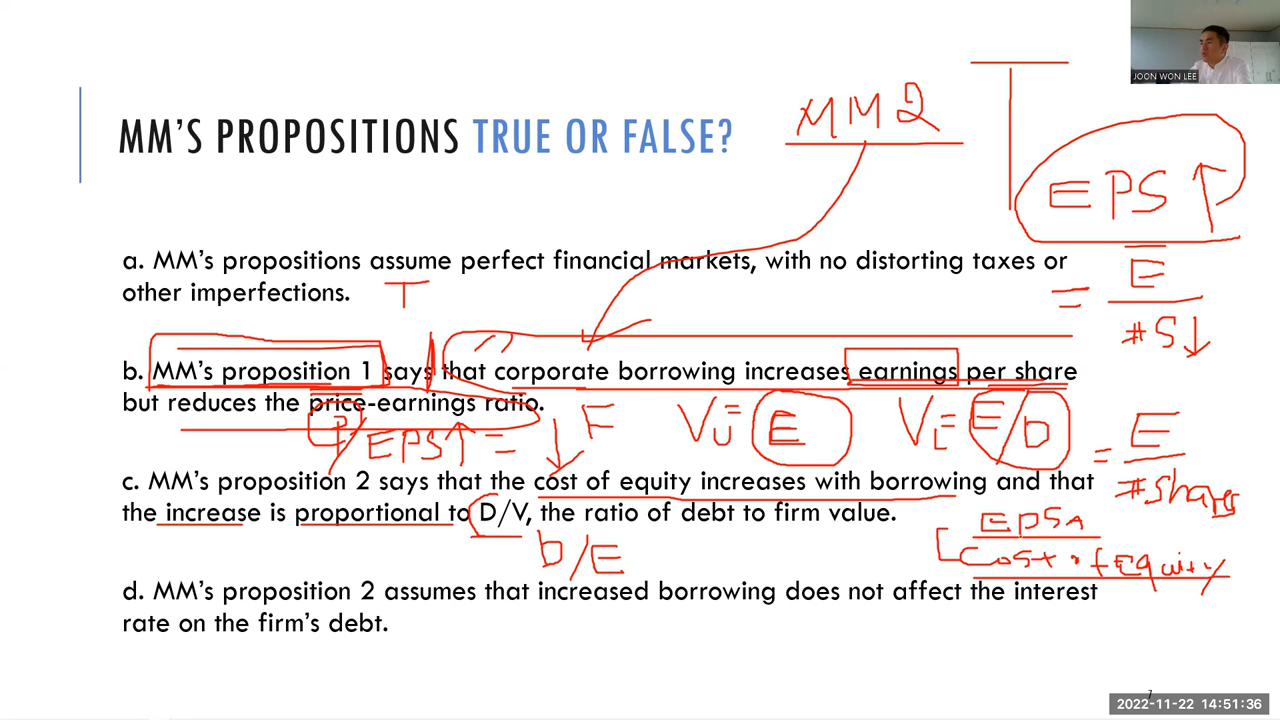 JOON WON LEE
MM2
T
MM'S PROPOSITIONS TRUE OR FALSE?
EPS↑
a. MM's propositions assume perfect financial markets, with no distorting taxes or
other imperfections.
T
= E
#S↓
b. MM's proposition 1 says that corporate borrowing increases earnings per share
but reduces the price-earnings ratio.
P/EPS↑ = ↓ F
V_U = E
V_L = E/D
= E
#Shares
c. MM's proposition 2 says that the cost of equity increases with borrowing and that
the increase is proportional to D/V, the ratio of debt to firm value.
D/E
EPS
Cost of Equity
d. MM's proposition 2 assumes that increased borrowing does not affect the interest
rate on the firm's debt.
7
2022-11-22 14:51:36